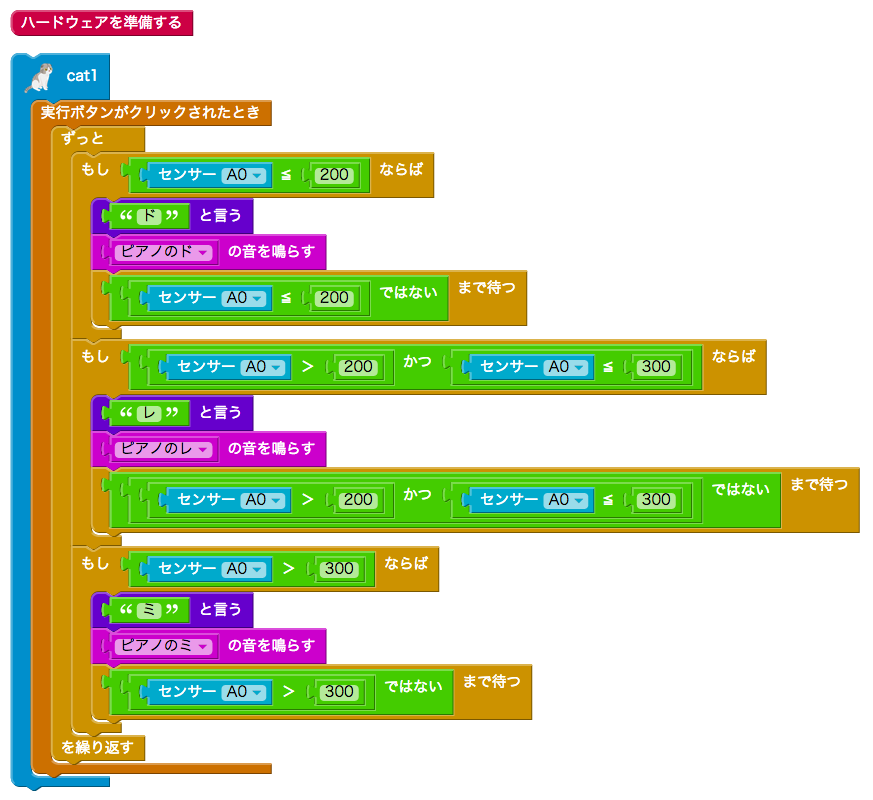 ハードウェアを準備する
cat1
実行ボタンがクリックされたとき
ずっと
もし センサー A0 ≦ 200 ならば
“ ド ” と言う
ピアノのド の音を鳴らす
センサー A0 ≦ 200 ではない まで待つ
もし センサー A0 > 200 かつ センサー A0 ≦ 300 ならば
“ レ ” と言う
ピアノのレ の音を鳴らす
センサー A0 > 200 かつ センサー A0 ≦ 300 ではない まで待つ
もし センサー A0 > 300 ならば
“ ミ ” と言う
ピアノのミ の音を鳴らす
センサー A0 > 300 ではない まで待つ
を繰り返す